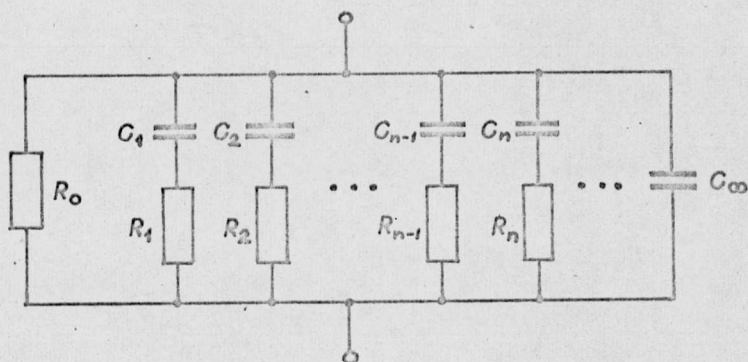 C₁ C₂ Cₙ₋₁ Cₙ
R₀ ... ... C∞
R₁ R₂ Rₙ₋₁ Rₙ